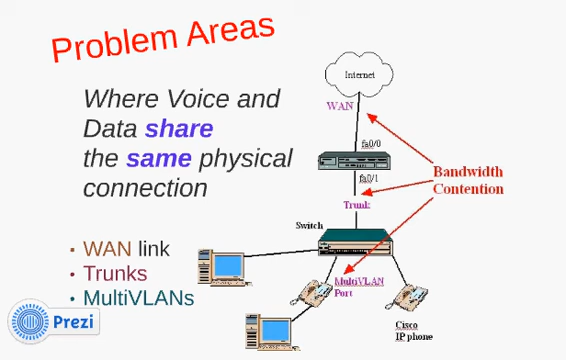 Problem Areas
Where Voice and
Data share
the same physical
connection
• WAN link
• Trunks
• MultiVLANs
Internet
WAN
fa0/0
fa0/1
Trunk
Bandwidth
Contention
Switch
MultiVLAN
Port
Cisco
IP phone
Prezi